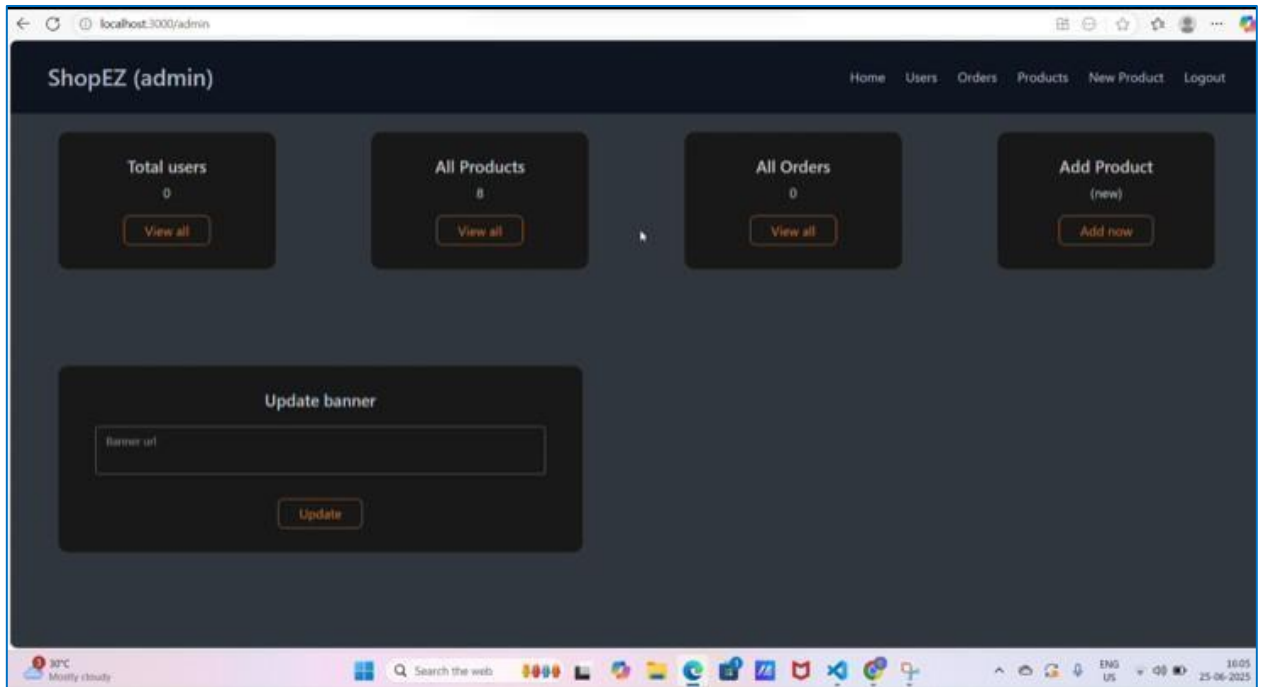 localhost:3000/admin
ShopEZ (admin)
Home Users Orders Products New Product Logout
Total users
0
View all
All Products
8
View all
All Orders
0
View all
Add Product
(new)
Add now
Update banner
Banner url
Update
30°C
Mostly cloudy
Search the web
ENG
US
16:05
25-06-2025